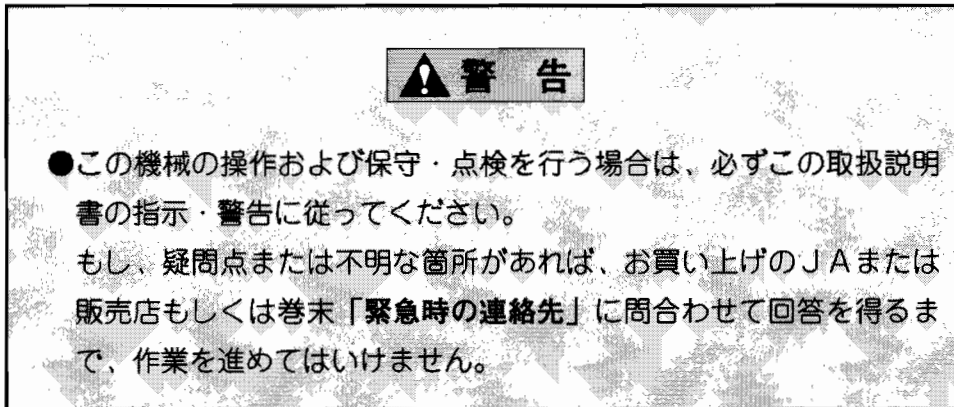 警 告
●この機械の操作および保守・点検を行う場合は、必ずこの取扱説明
書の指示・警告に従ってください。
もし、疑問点または不明な箇所があれば、お買い上げのＪＡまたは
販売店もしくは巻末「緊急時の連絡先」に問合わせて回答を得るま
で、作業を進めてはいけません。